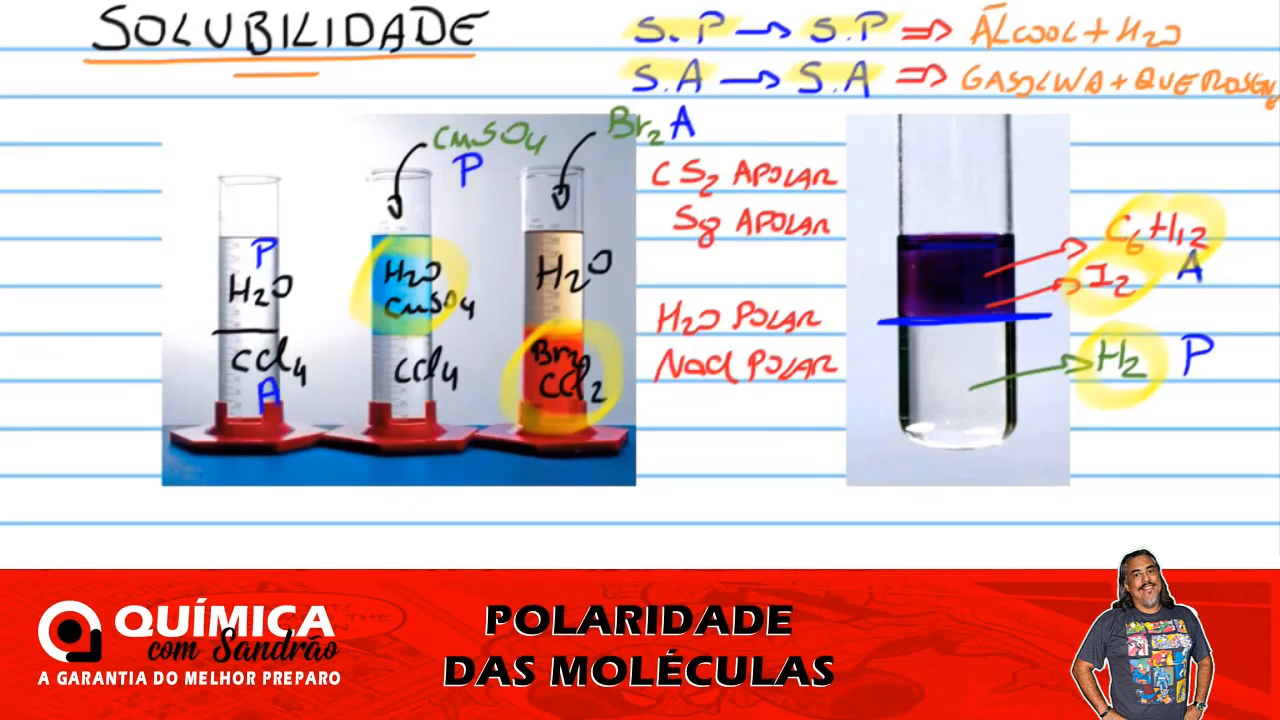 SOLUBILIDADE
S.P → S.P ⇒ ÁLCOOL + H2O
S.A → S.A ⇒ GASOLINA + QUEROSENE
CuSO4
P
Br2 A
P
H2O
CCl4
A
H2O
CuSO4
CCl4
H2O
Br2
CCl2
CS2 APOLAR
S8 APOLAR
H2O POLAR
NaCl POLAR
C6H12
I2 A
H2 P
QUÍMICA
com Sandrão
A GARANTIA DO MELHOR PREPARO
POLARIDADE
DAS MOLÉCULAS